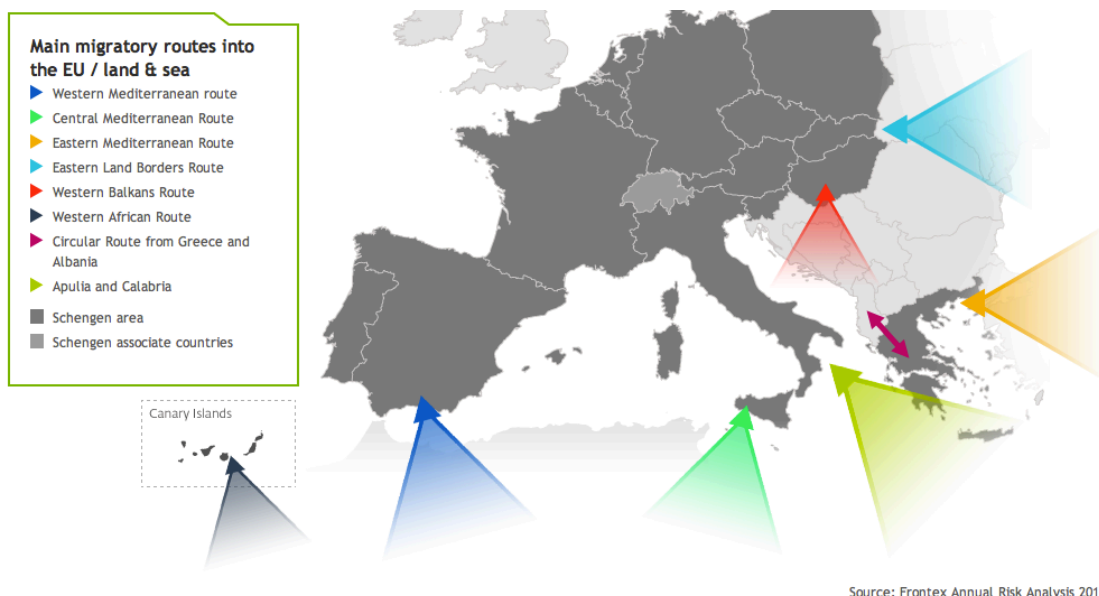 Main migratory routes into
the EU / land & sea
Western Mediterranean route
Central Mediterranean Route
Eastern Mediterranean Route
Eastern Land Borders Route
Western Balkans Route
Western African Route
Circular Route from Greece and
Albania
Apulia and Calabria
Schengen area
Schengen associate countries
Canary Islands
Source: Frontex Annual Risk Analysis 201